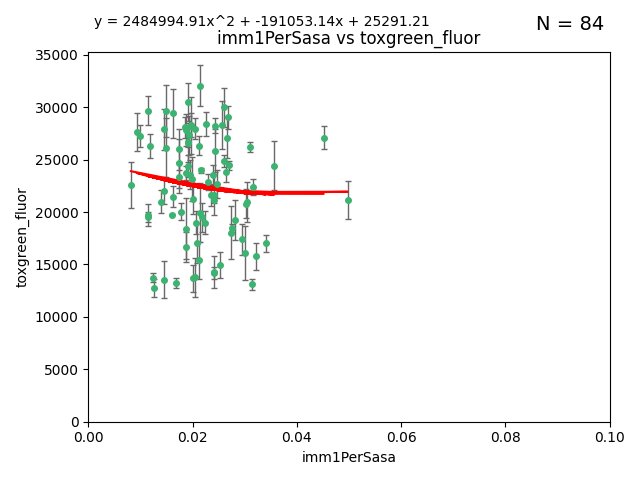 y = 2484994.91x^2 + -191053.14x + 25291.21
N = 84
imm1PerSasa vs toxgreen_fluor
35000
30000
25000
20000
15000
10000
5000
0
toxgreen_fluor
0.00 0.02 0.04 0.06 0.08 0.10
imm1PerSasa